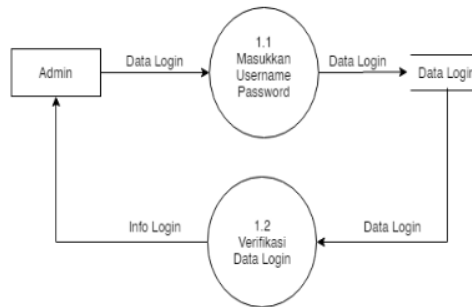 1.1
Masukkan
Username
Password
Data Login
Data Login
Admin
Data Login
1.2
Verifikasi
Data Login
Info Login
Data Login